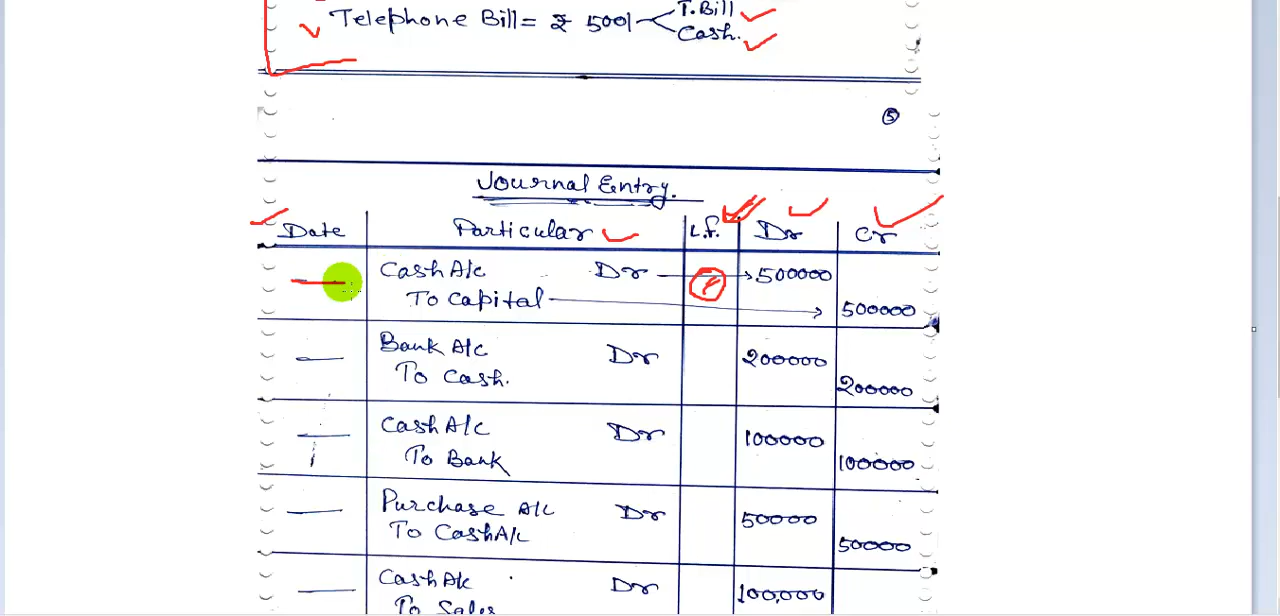 Telephone Bill = ₹ 500/- T. Bill
Cash.
5
Journal Entry.
Date Particular L.f. Dr Cr
Cash A/c Dr 500000
To Capital 500000
Bank A/c Dr 200000
To Cash. 200000
Cash A/c Dr 100000
To Bank 100000
Purchase A/c Dr 50000
To Cash A/c 50000
Cash A/c Dr 100,000
To Sales